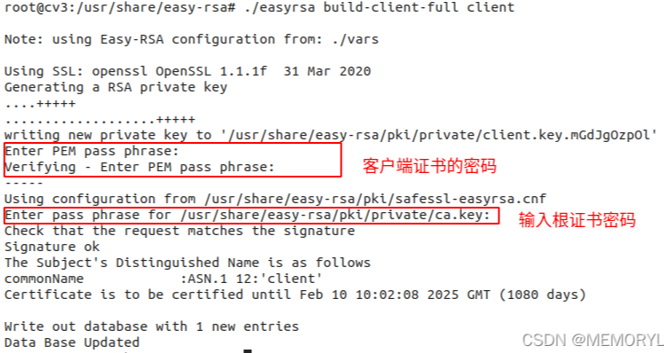 root@cv3:/usr/share/easy-rsa# ./easyrsa build-client-full client
Note: using Easy-RSA configuration from: ./vars
Using SSL: openssl OpenSSL 1.1.1f  31 Mar 2020
Generating a RSA private key
....+++++
...................+++++
writing new private key to '/usr/share/easy-rsa/pki/private/client.key.mGdJgOzpOl'
Enter PEM pass phrase:
Verifying - Enter PEM pass phrase:
客户端证书的密码
-----
Using configuration from /usr/share/easy-rsa/pki/safessl-easyrsa.cnf
Enter pass phrase for /usr/share/easy-rsa/pki/private/ca.key:
输入根证书密码
Check that the request matches the signature
Signature ok
The Subject's Distinguished Name is as follows
commonName            :ASN.1 12:'client'
Certificate is to be certified until Feb 10 10:02:08 2025 GMT (1080 days)
Write out database with 1 new entries
Data Base Updated
CSDN @MEMORYL